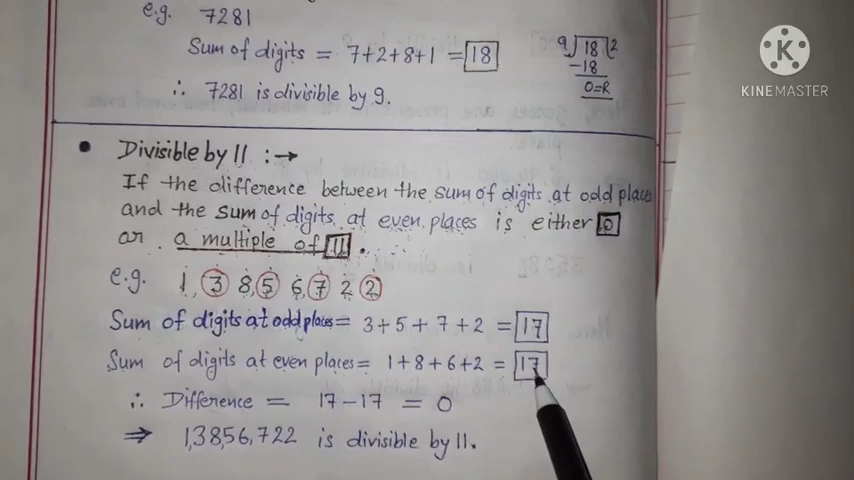 e.g. 7281
Sum of digits = 7+2+8+1 = 18
9 18 2
-18
0=R
KINEMASTER
∴ 7281 is divisible by 9.
Divisible by 11 :→
If the difference between the sum of digits at odd places
and the sum of digits at even places is either 0
or a multiple of 11.
e.g. 1, 3 8, 5 6, 7 2 2
Sum of digits at odd places = 3+5+7+2 = 17
Sum of digits at even places = 1+8+6+2 = 17
∴ Difference = 17-17 = 0
⇒ 1,38,56,722 is divisible by 11.